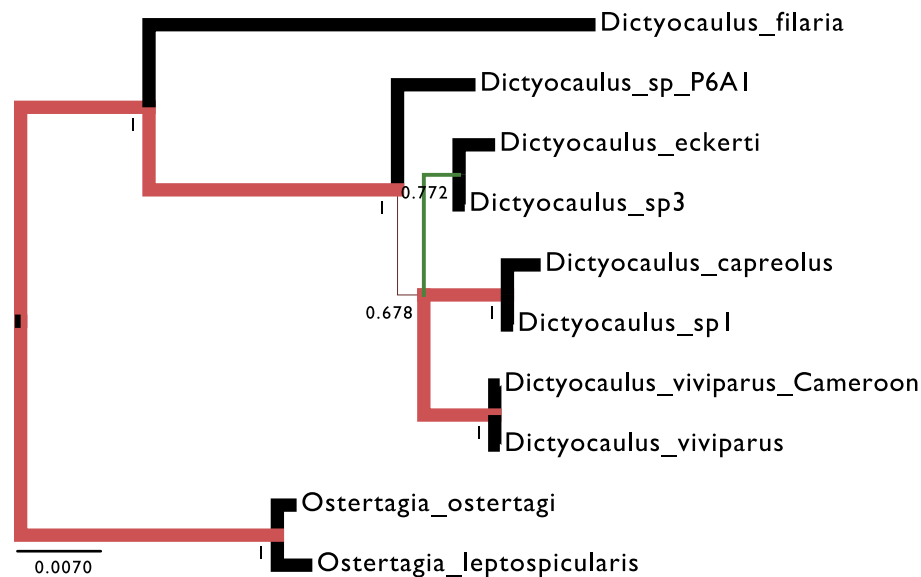 Dictyocaulus_filaria
Dictyocaulus_sp_P6A1
1
Dictyocaulus_eckerti
0.772
Dictyocaulus_sp3
1
Dictyocaulus_capreolus
0.678
1
Dictyocaulus_sp1
Dictyocaulus_viviparus_Cameroon
1
Dictyocaulus_viviparus
Ostertagia_ostertagi
1
Ostertagia_leptospicularis
0.0070